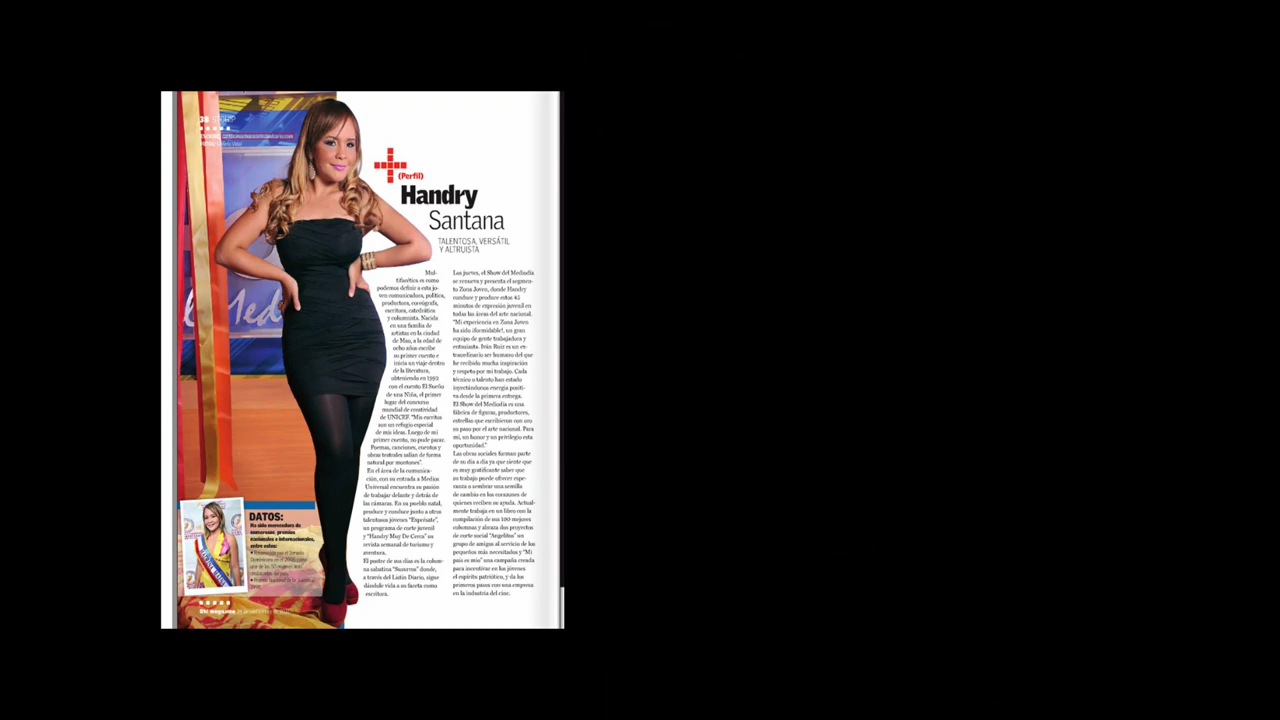 38
(Perfil)
Handry
Santana
TALENTOSA, VERSÁTIL
Y ALTRUISTA
Mul-
tifacética es como
podemos definir a esta jo-
ven comunicadora, política,
productora, coreógrafa,
escritora, catedrática
y columnista. Nacida
en una familia de
artistas en la ciudad
de Mao, a la edad de
ocho años escribe
su primer cuento e
inicia un viaje dentro
de la literatura,
obteniendo en 1990
con el cuento El Sueño
de una Niña, el primer
lugar del concurso
mundial de creatividad
de UNICEF. "Mis escritos
son un refugio especial
de mis ideas. Luego de mi
primer cuento, no pude parar.
Poemas, canciones, cuentos y
obras teatrales salían de forma
natural por montones".
En el área de la comunica-
ción, con su entrada a Medios
Universal encuentra su pasión
de trabajar delante y detrás de
las cámaras. En su pueblo natal,
produce y conduce junto a otros
talentosos jóvenes "Exprésate",
un programa de corte juvenil
y "Handry Muy De Cerca" su
revista semanal de turismo y
aventura.
El postre de sus días es la colum-
na sabatina "Susurros" donde,
a través del Listín Diario, sigue
dándole vida a su faceta como
escritora.
Los jueves, el Show del Mediodía
se renueva y presenta el segmen-
to Zona Joven, donde Handry
conduce y produce estos 45
minutos de expresión juvenil en
todas las áreas del arte nacional.
"Mi experiencia en Zona Joven
ha sido ¡formidable!, un gran
equipo de gente trabajadora y
entusiasta. Iván Ruiz es un ex-
traordinario ser humano del que
he recibido mucha inspiración
y respeto por mi trabajo. Cada
técnico o talento han estado
inyectándonos energía positi-
va desde la primera entrega.
El Show del Mediodía es una
fábrica de figuras, productores,
estrellas que escribieron con oro
su paso por el arte nacional. Para
mí, un honor y un privilegio esta
oportunidad."
Las obras sociales forman parte
de su día a día ya que siente que
es muy gratificante saber que
su trabajo puede ofrecer espe-
ranza o sembrar una semilla
de cambio en los corazones de
quienes reciben su ayuda. Actual-
mente trabaja en un libro con la
compilación de sus 100 mejores
columnas y abraza dos proyectos
de corte social "Angelitos" un
grupo de amigos al servicio de los
pequeños más necesitados y "Mi
país es mío" una campaña creada
para incentivar en los jóvenes
el espíritu patriótico, y da los
primeros pasos con una empresa
en la industria del cine.
DATOS:
Ha sido merecedora de
numerosos premios
nacionales e internacionales,
entre estos: